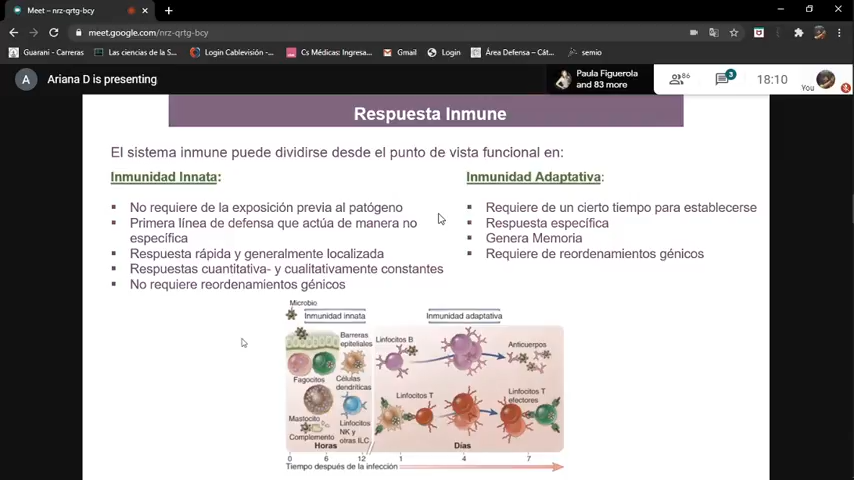 Meet – nrz-qrtg-bcy
meet.google.com/nrz-qrtg-bcy
Guarani - Carreras
Las ciencias de la S...
Login Cablevisión...
Cs Médicas: Ingresa...
Gmail
Login
Área Defensa – Cát...
semio
A
Ariana D is presenting
Paula Figuerola
and 83 more
86
3
18:10
You
Respuesta Inmune
El sistema inmune puede dividirse desde el punto de vista funcional en:
Inmunidad Innata:
No requiere de la exposición previa al patógeno
Primera línea de defensa que actúa de manera no
específica
Respuesta rápida y generalmente localizada
Respuestas cuantitativa- y cualitativamente constantes
No requiere reordenamientos génicos
Inmunidad Adaptativa:
Requiere de un cierto tiempo para establecerse
Respuesta específica
Genera Memoria
Requiere de reordenamientos génicos
Microbio
Inmunidad innata
Inmunidad adaptativa
Barreras
epiteliales
Fagocitos
Células
dendríticas
Mastocito
Complemento
Linfocitos
NK y
otras ILC
Linfocitos B
Anticuerpos
Linfocitos T
Linfocitos T
efectores
Horas
Días
0 6 12 1 4 7
Tiempo después de la infección